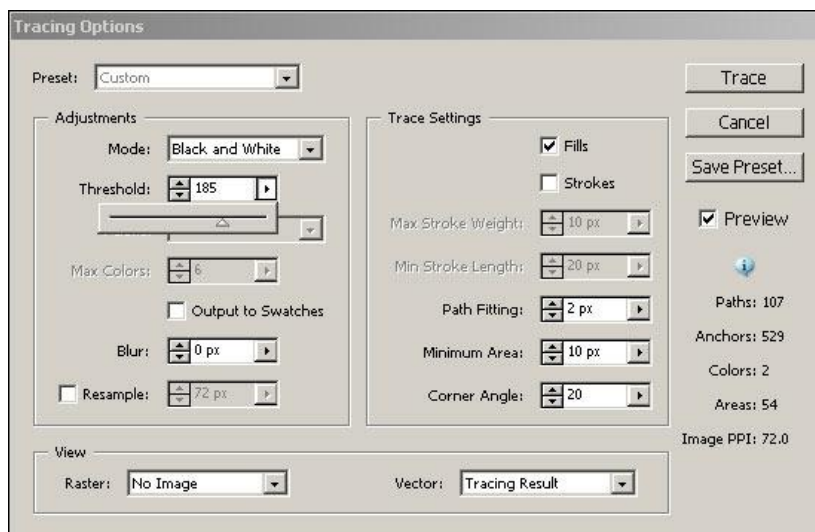 Tracing Options
Preset: Custom
Trace
Cancel
Save Preset...
Preview
Adjustments
Mode: Black and White
Threshold: 185
Max Colors: 6
Output to Swatches
Blur: 0 px
Resample: 72 px
Trace Settings
Fills
Strokes
Max Stroke Weight: 10 px
Min Stroke Length: 20 px
Path Fitting: 2 px
Minimum Area: 10 px
Corner Angle: 20
Paths: 107
Anchors: 529
Colors: 2
Areas: 54
Image PPI: 72.0
View
Raster: No Image
Vector: Tracing Result